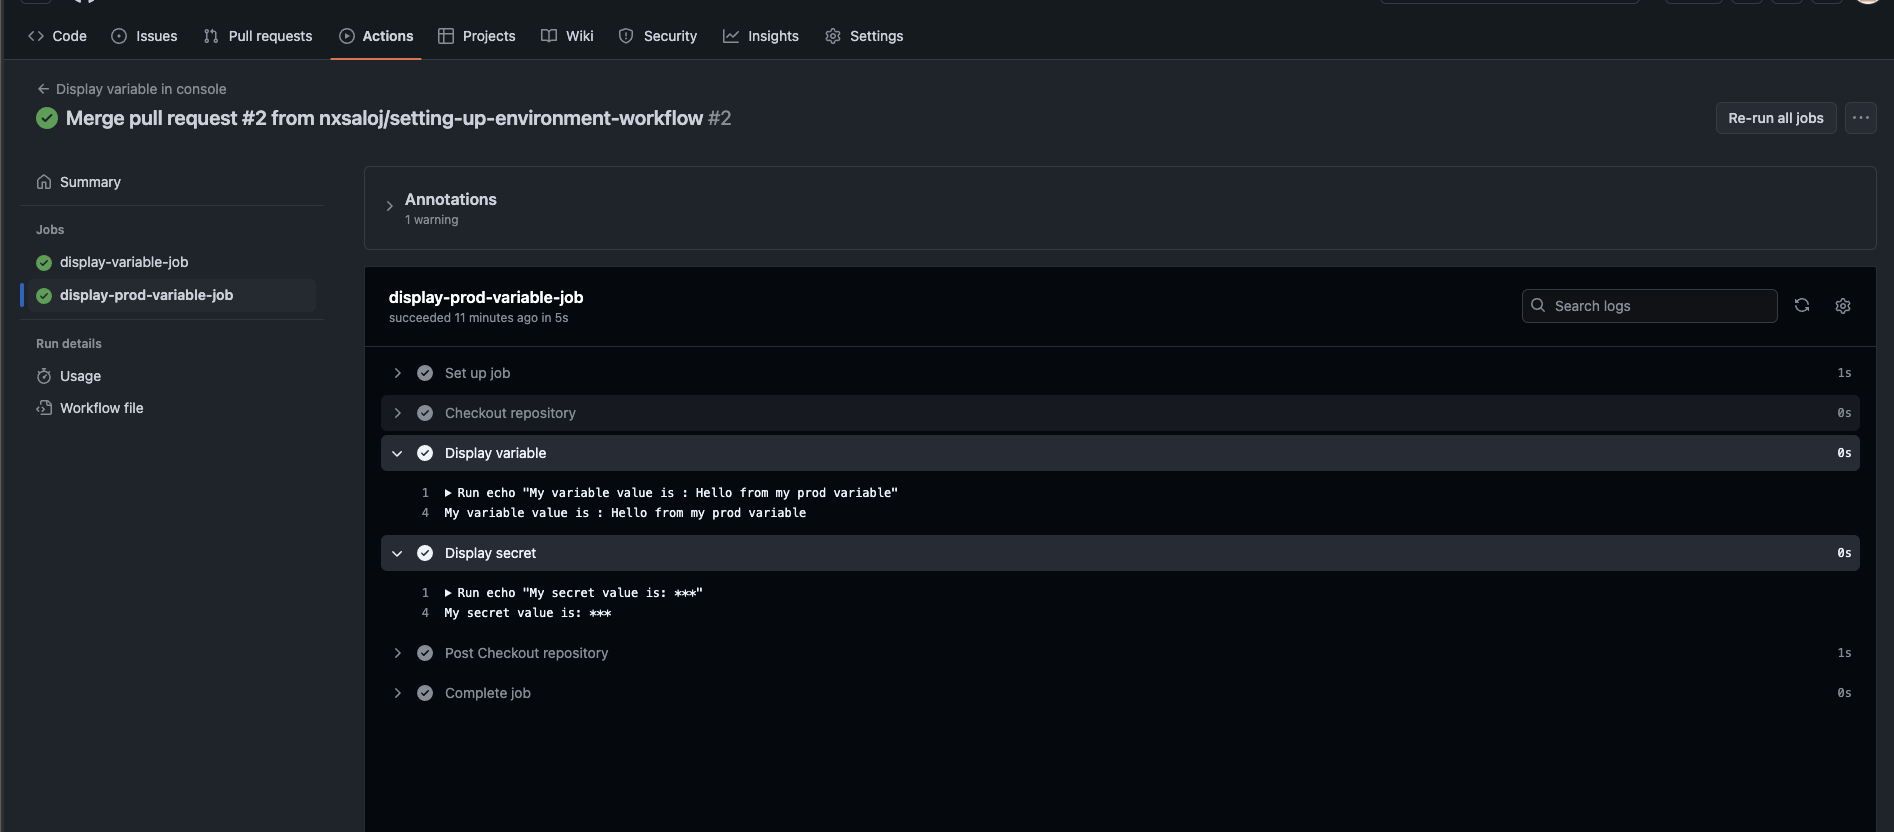 Code Issues Pull requests Actions Projects Wiki Security Insights Settings
Display variable in console
Merge pull request #2 from nxsaloj/setting-up-environment-workflow #2
Re-run all jobs
Summary
Jobs
display-variable-job
display-prod-variable-job
Run details
Usage
Workflow file
Annotations
1 warning
display-prod-variable-job
succeeded 11 minutes ago in 5s
Search logs
Set up job 1s
Checkout repository 0s
Display variable 0s
1 Run echo "My variable value is : Hello from my prod variable"
4 My variable value is : Hello from my prod variable
Display secret 0s
1 Run echo "My secret value is: ***"
4 My secret value is: ***
Post Checkout repository 1s
Complete job 0s